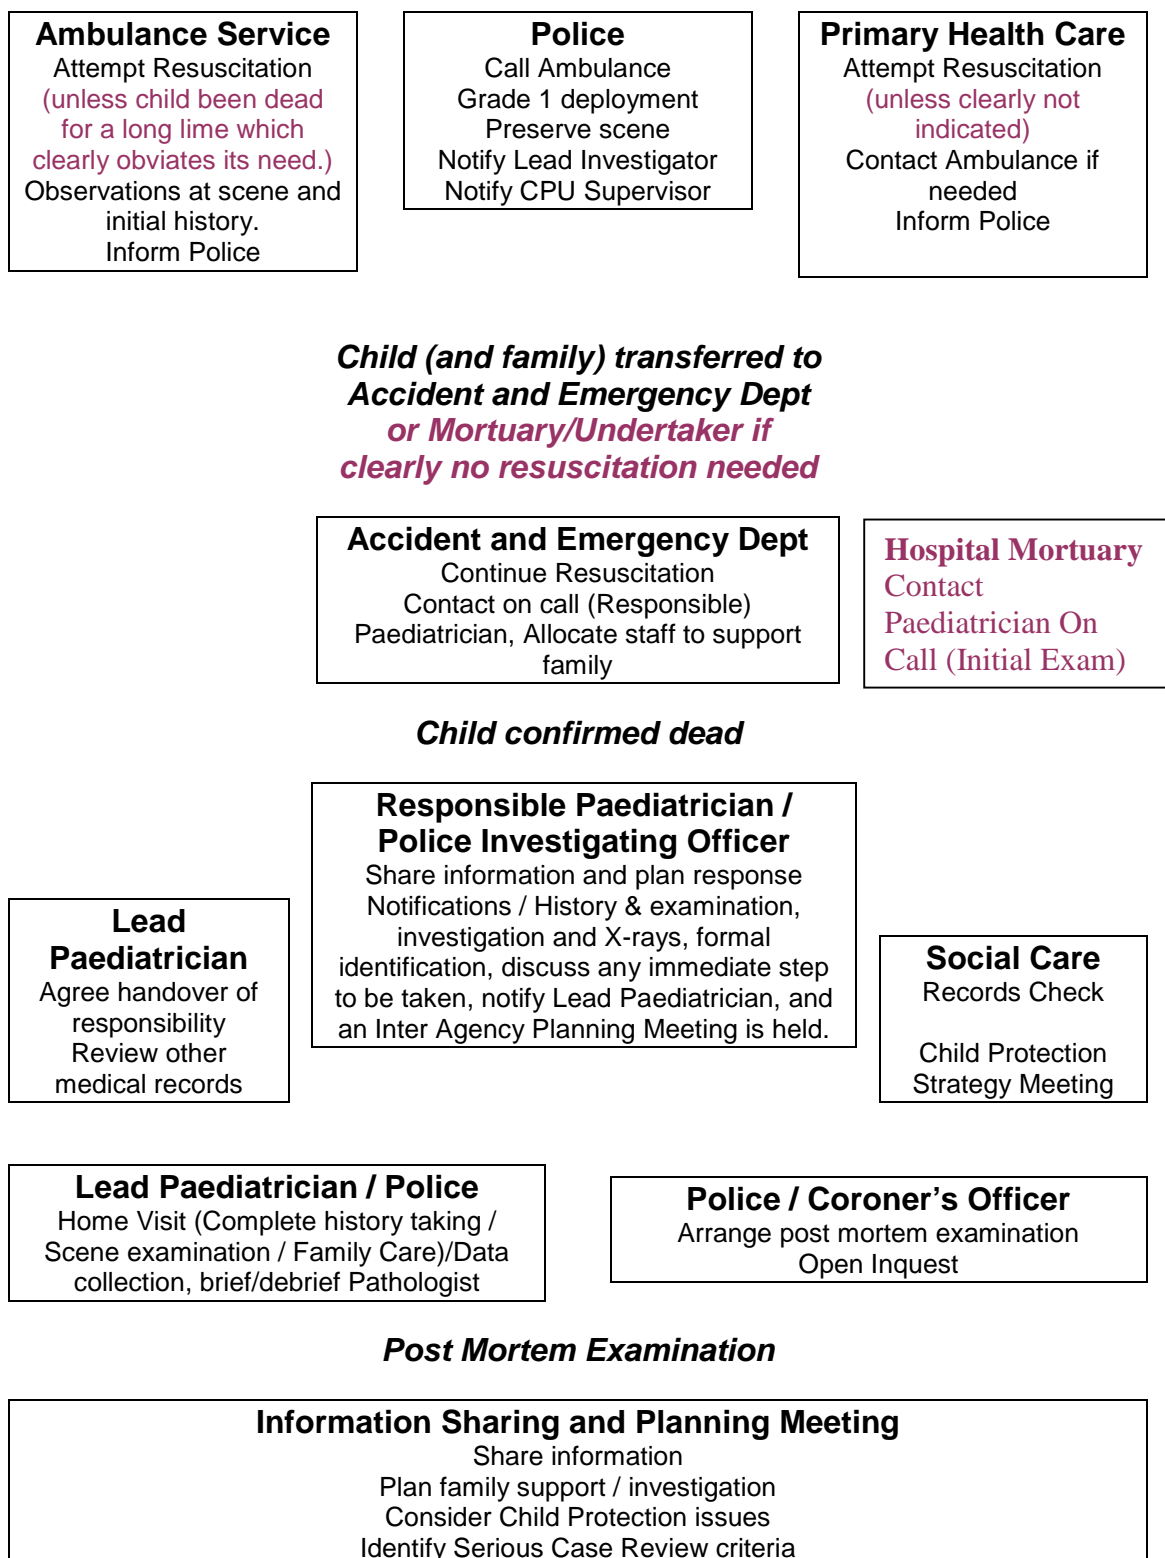 Ambulance Service
Attempt Resuscitation
(unless child been dead
for a long lime which
clearly obviates its need.)
Observations at scene and
initial history.
Inform Police
Police
Call Ambulance
Grade 1 deployment
Preserve scene
Notify Lead Investigator
Notify CPU Supervisor
Primary Health Care
Attempt Resuscitation
(unless clearly not
indicated)
Contact Ambulance if
needed
Inform Police
Child (and family) transferred to
Accident and Emergency Dept
or Mortuary/Undertaker if
clearly no resuscitation needed
Accident and Emergency Dept
Continue Resuscitation
Contact on call (Responsible)
Paediatrician, Allocate staff to support
family
Hospital Mortuary
Contact
Paediatrician On
Call (Initial Exam)
Child confirmed dead
Responsible Paediatrician /
Police Investigating Officer
Share information and plan response
Notifications / History & examination,
investigation and X-rays, formal
identification, discuss any immediate step
to be taken, notify Lead Paediatrician, and
an Inter Agency Planning Meeting is held.
Lead
Paediatrician
Agree handover of
responsibility
Review other
medical records
Social Care
Records Check
Child Protection
Strategy Meeting
Lead Paediatrician / Police
Home Visit (Complete history taking /
Scene examination / Family Care)/Data
collection, brief/debrief Pathologist
Police / Coroner's Officer
Arrange post mortem examination
Open Inquest
Post Mortem Examination
Information Sharing and Planning Meeting
Share information
Plan family support / investigation
Consider Child Protection issues
Identify Serious Case Review criteria